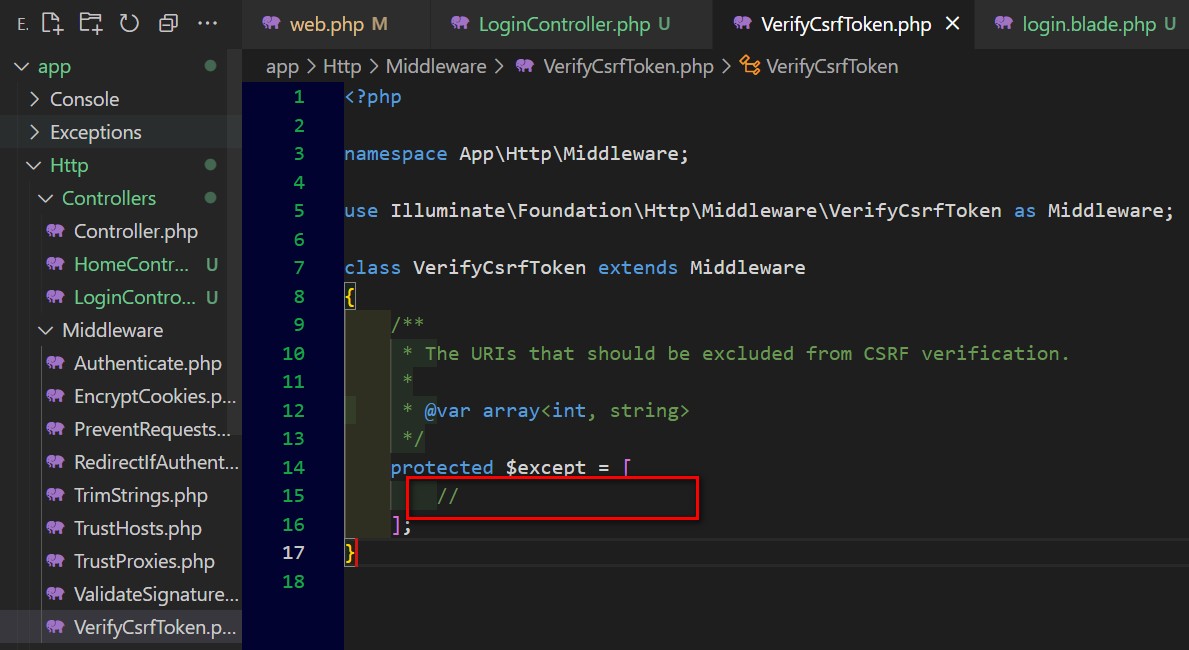 E. ···
web.php M
LoginController.php U
VerifyCsrfToken.php ×
login.blade.php U
app > Http > Middleware > VerifyCsrfToken.php > VerifyCsrfToken
app
Console
Exceptions
Http
Controllers
Controller.php
HomeContr... U
LoginContro... U
Middleware
Authenticate.php
EncryptCookies.p...
PreventRequests...
RedirectIfAuthent...
TrimStrings.php
TrustHosts.php
TrustProxies.php
ValidateSignature...
VerifyCsrfToken.p...
1 <?php
2
3 namespace App\Http\Middleware;
4
5 use Illuminate\Foundation\Http\Middleware\VerifyCsrfToken as Middleware;
6
7 class VerifyCsrfToken extends Middleware
8 {
9     /**
10      * The URIs that should be excluded from CSRF verification.
11      *
12      * @var array<int, string>
13      */
14     protected $except = [
15         //
16     ];
17 }
18